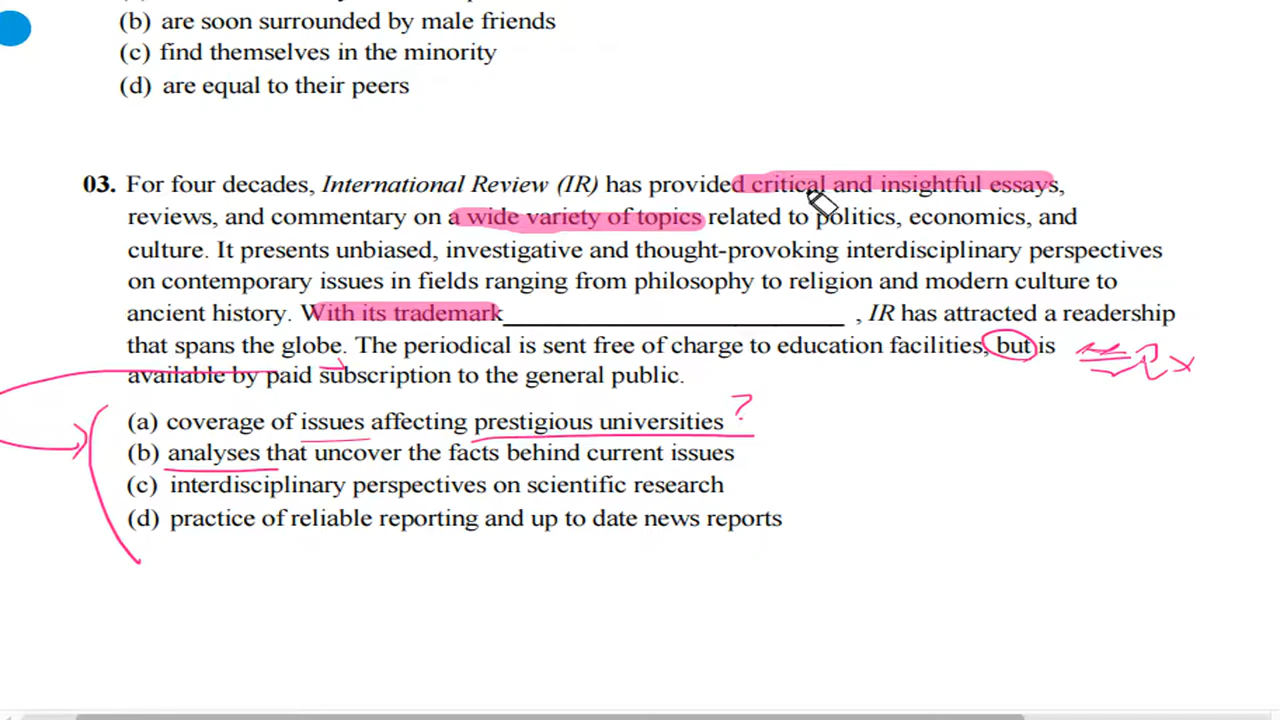 (b) are soon surrounded by male friends
(c) find themselves in the minority
(d) are equal to their peers
03. For four decades, International Review (IR) has provided critical and insightful essays,
reviews, and commentary on a wide variety of topics related to politics, economics, and
culture. It presents unbiased, investigative and thought-provoking interdisciplinary perspectives
on contemporary issues in fields ranging from philosophy to religion and modern culture to
ancient history. With its trademark____________________, IR has attracted a readership
that spans the globe. The periodical is sent free of charge to education facilities, but is
available by paid subscription to the general public.
(a) coverage of issues affecting prestigious universities ?
(b) analyses that uncover the facts behind current issues
(c) interdisciplinary perspectives on scientific research
(d) practice of reliable reporting and up to date news reports